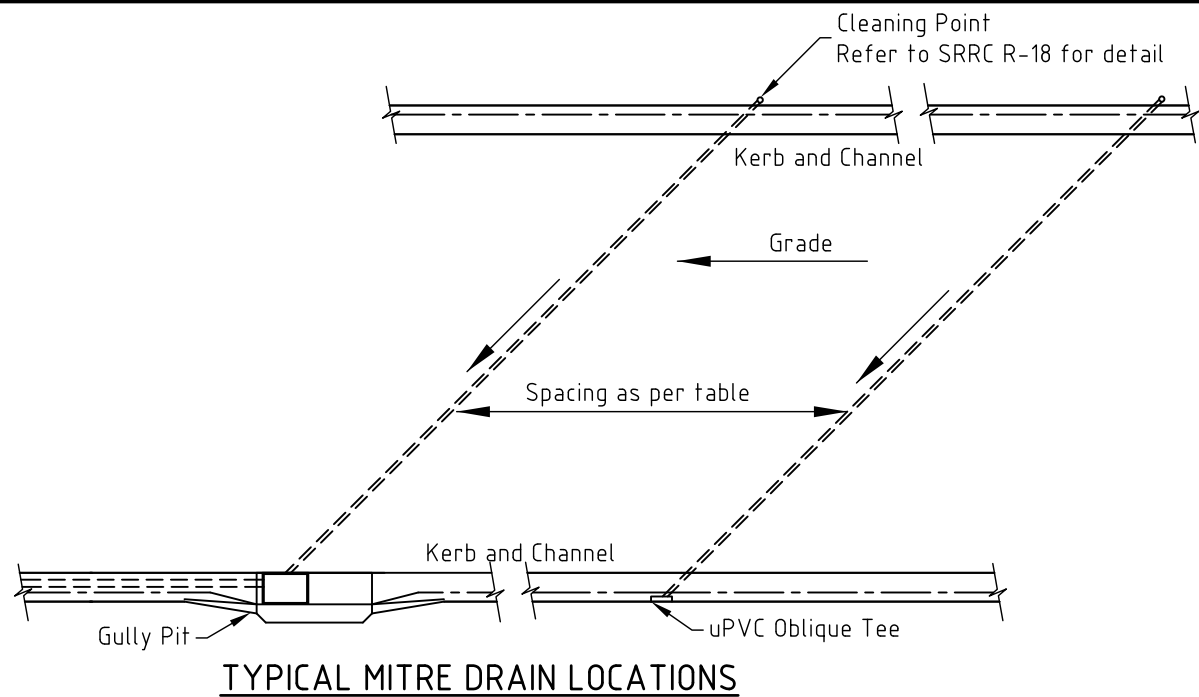 Cleaning Point
Refer to SRRC R-18 for detail
Kerb and Channel
Grade
Spacing as per table
Kerb and Channel
Gully Pit
uPVC Oblique Tee
TYPICAL MITRE DRAIN LOCATIONS